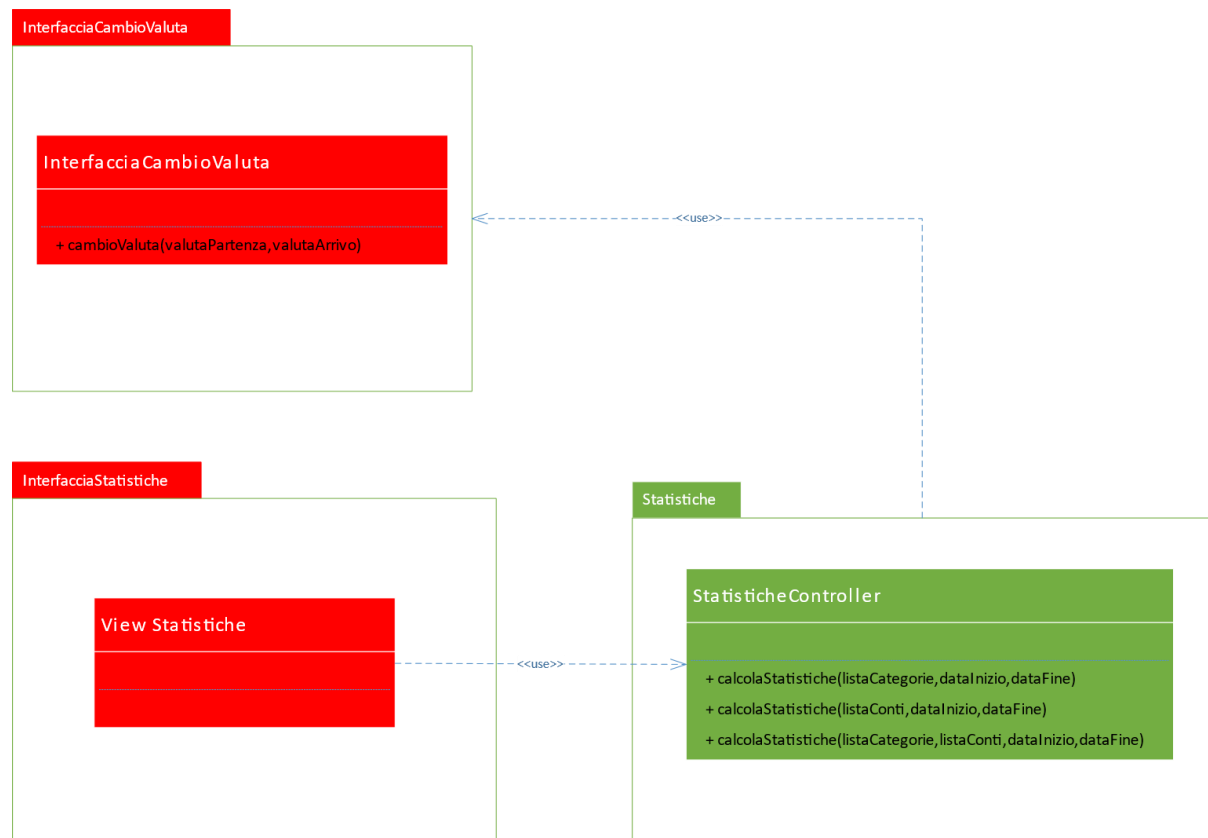 InterfacciaCambioValuta
InterfacciaCambioValuta
+ cambioValuta(valutaPartenza,valutaArrivo)
<<use>>
InterfacciaStatistiche
View Statistiche
<<use>>
Statistiche
StatisticheController
+ calcolaStatistiche(listaCategorie,dataInizio,dataFine)
+ calcolaStatistiche(listaConti,dataInizio,dataFine)
+ calcolaStatistiche(listaCategorie,listaConti,dataInizio,dataFine)